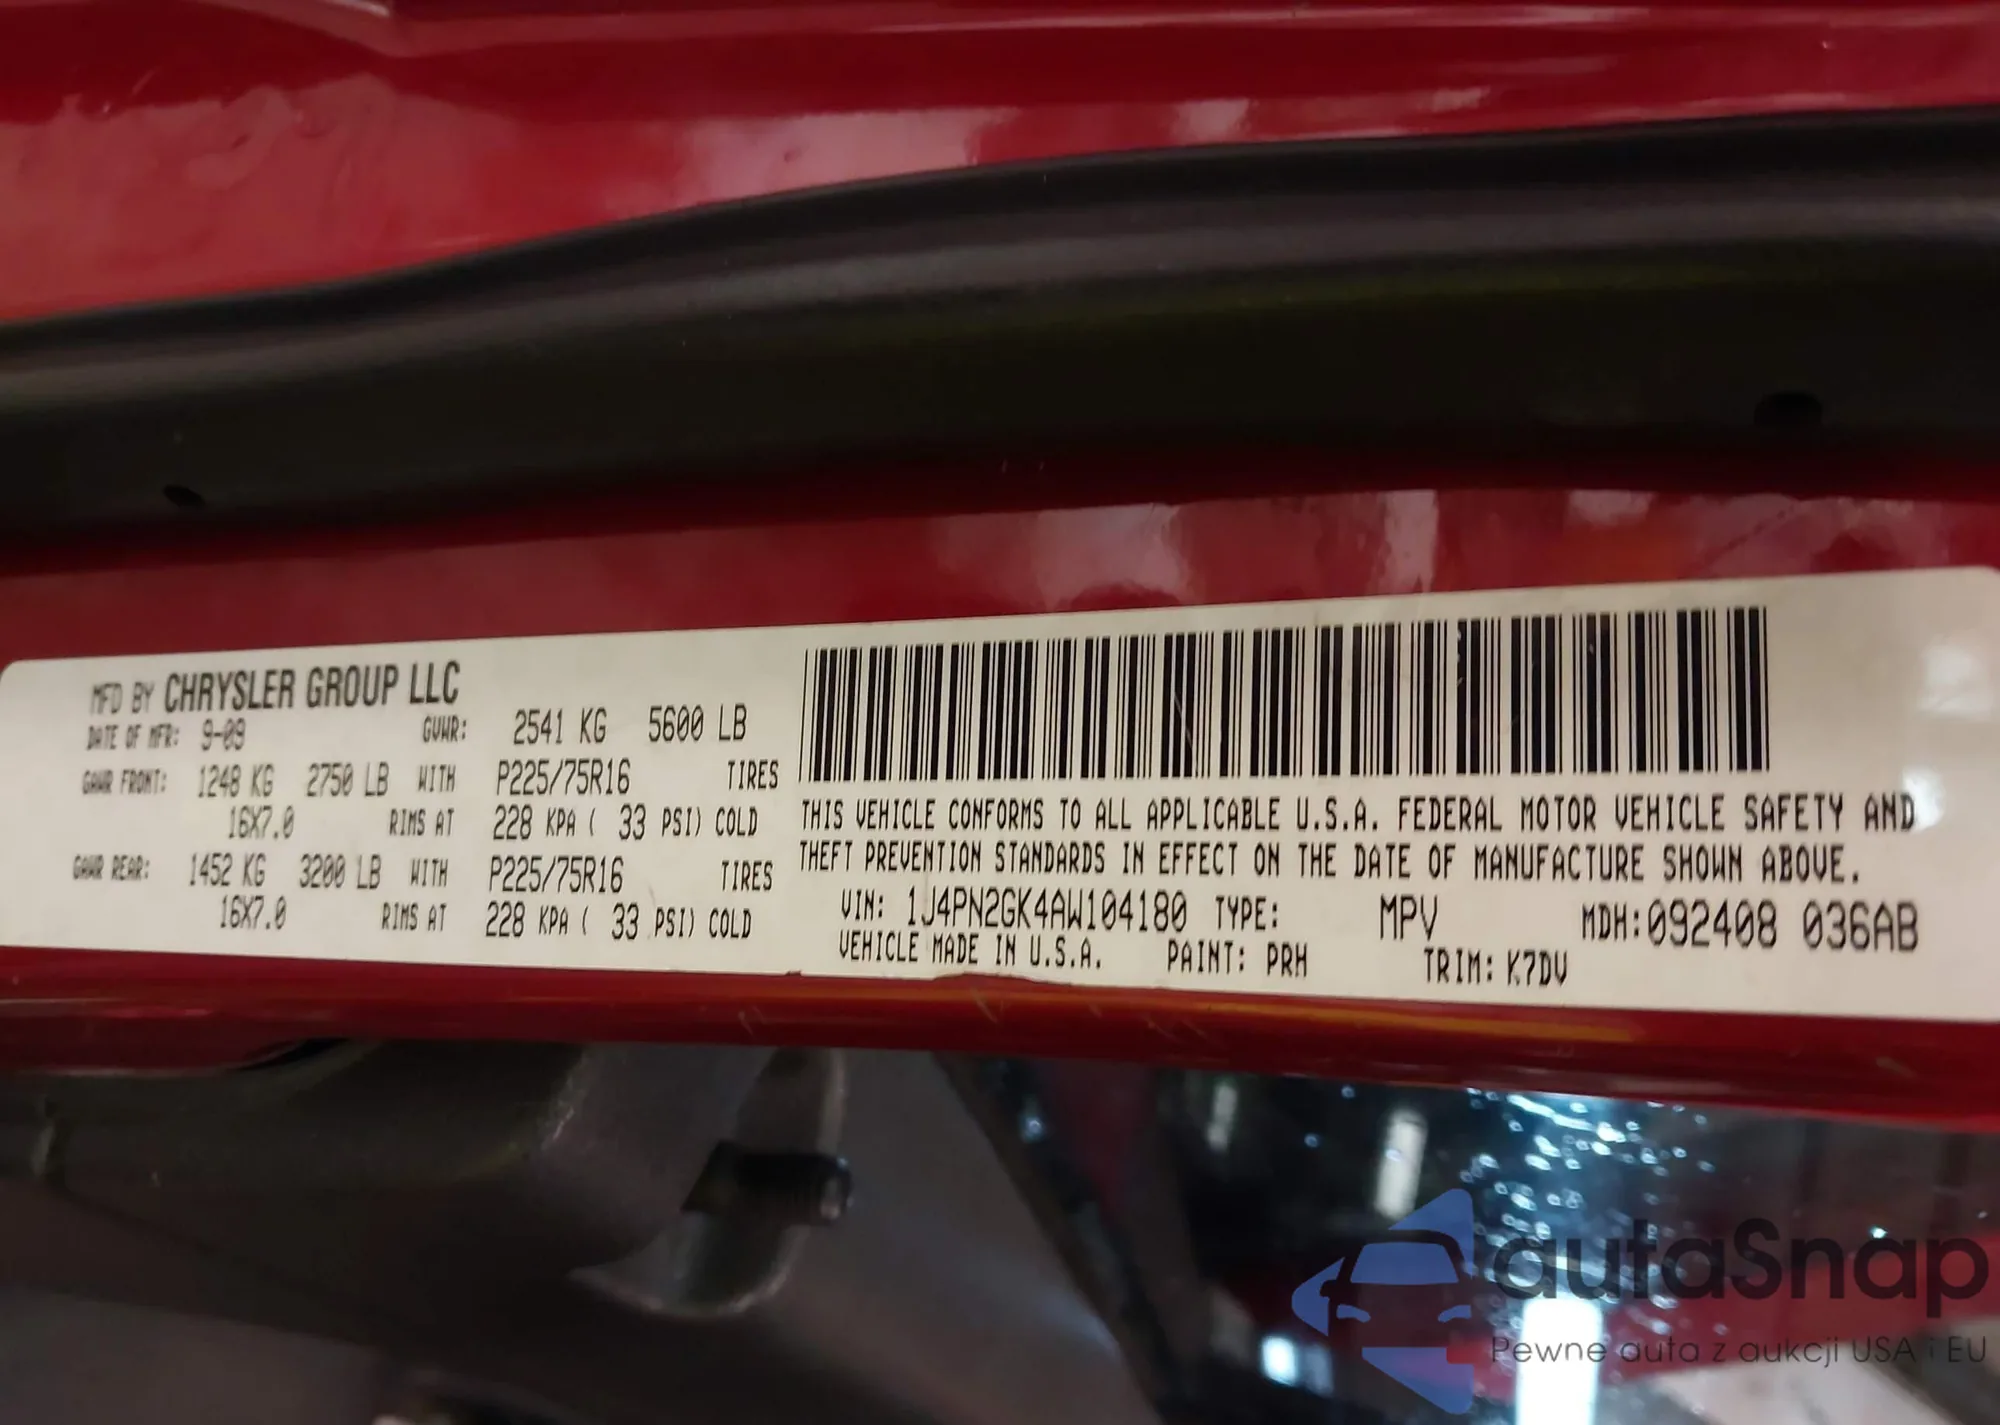 MFD BY CHRYSLER GROUP LLC
DATE OF MFR: 9-09 GVWR: 2541 KG 5600 LB
GAWR FRONT: 1248 KG 2750 LB WITH P225/75R16 TIRES
16X7.0 RIMS AT 228 KPA ( 33 PSI) COLD
GAWR REAR: 1452 KG 3200 LB WITH P225/75R16 TIRES
16X7.0 RIMS AT 228 KPA ( 33 PSI) COLD
THIS VEHICLE CONFORMS TO ALL APPLICABLE U.S.A. FEDERAL MOTOR VEHICLE SAFETY AND
THEFT PREVENTION STANDARDS IN EFFECT ON THE DATE OF MANUFACTURE SHOWN ABOVE.
VIN: 1J4PN2GK4AW104180 TYPE: MPV MDH:092408 036AB
VEHICLE MADE IN U.S.A. PAINT: PRH TRIM: K7DV
autaSnap
Pewne auta z aukcji USA i EU